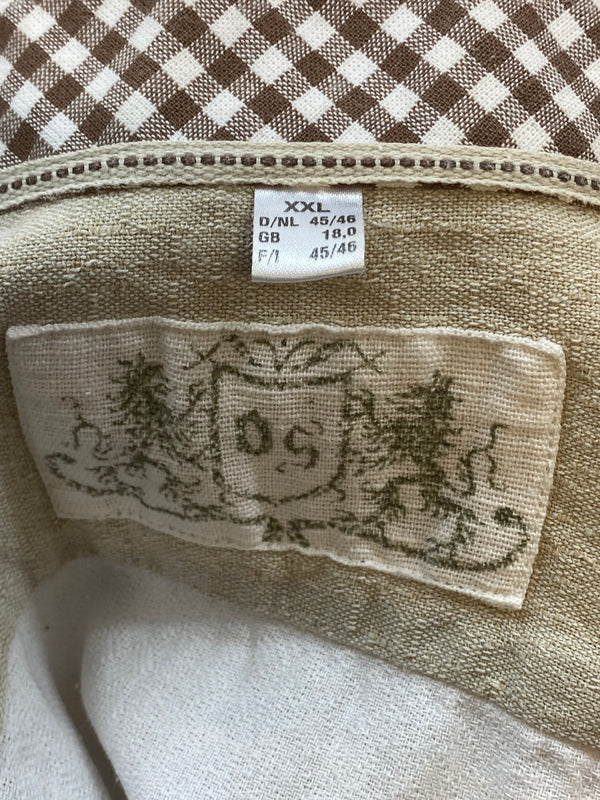 XXL
D/NL 45/46
GB 18,0
F/I 45/46
OS